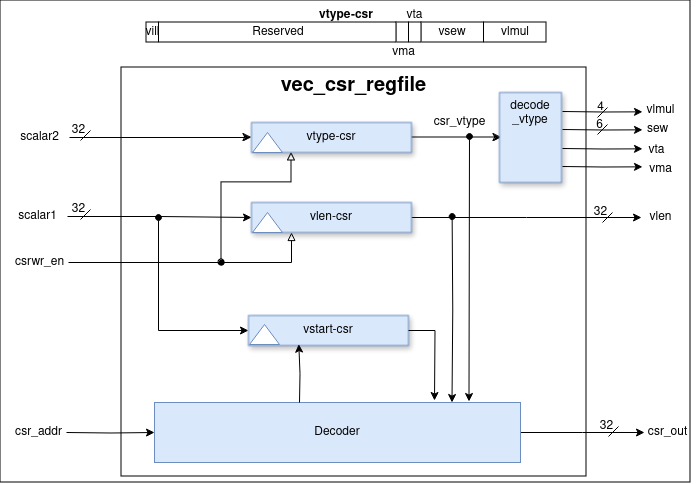 vtype-csr
vta
vill
Reserved
vsew
vlmul
vma
vec_csr_regfile
scalar2
32
vtype-csr
csr_vtype
decode
_vtype
4
vlmul
6
sew
vta
vma
scalar1
32
vlen-csr
32
vlen
csrwr_en
vstart-csr
csr_addr
Decoder
32
csr_out